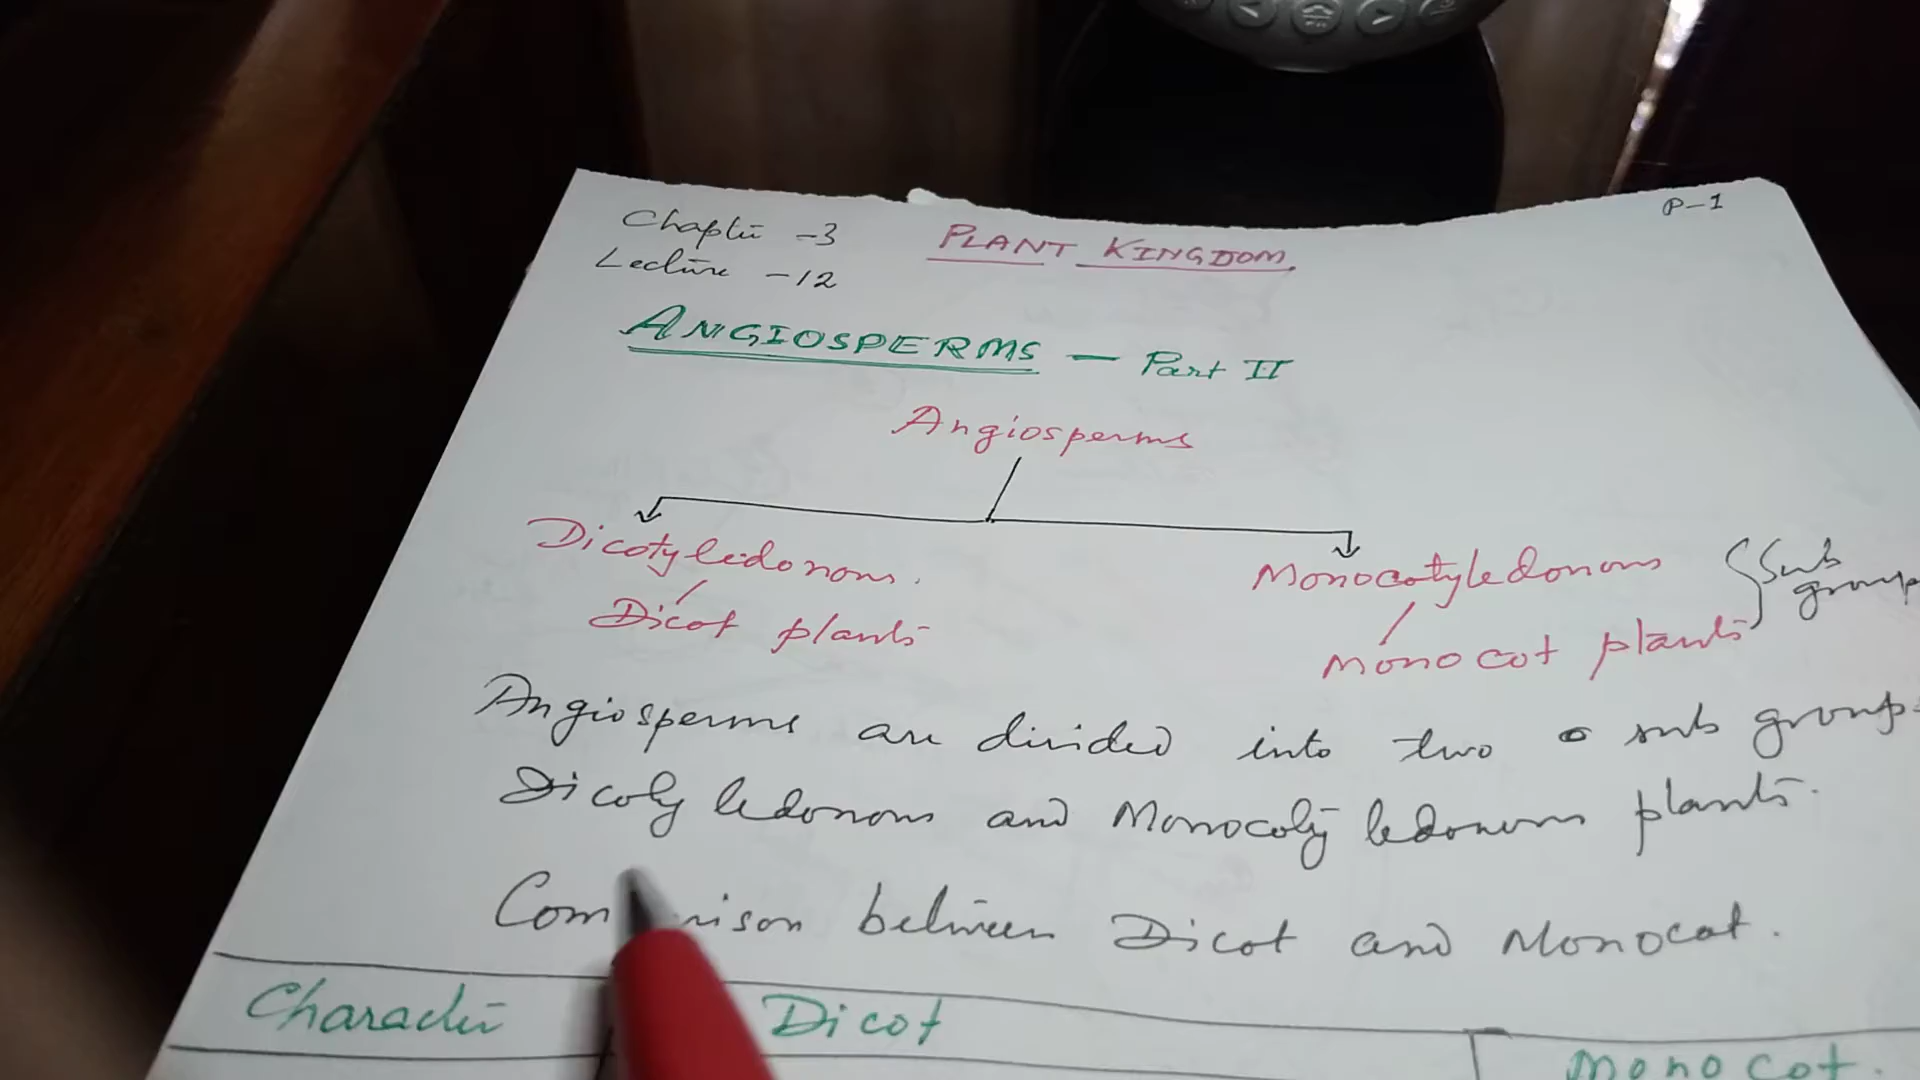 P-1
Chapter -3 PLANT KINGDOM
Lecture -12
ANGIOSPERMS — Part II
Angiosperms
Dicotyledonous. Monocotyledonous Sub
Dicot plants Monocot plants group
Angiosperms are divided into two sub group-
Dicotyledonous and Monocotyledonous plants.
Comparison between Dicot and Monocot.
Character Dicot Monocot.